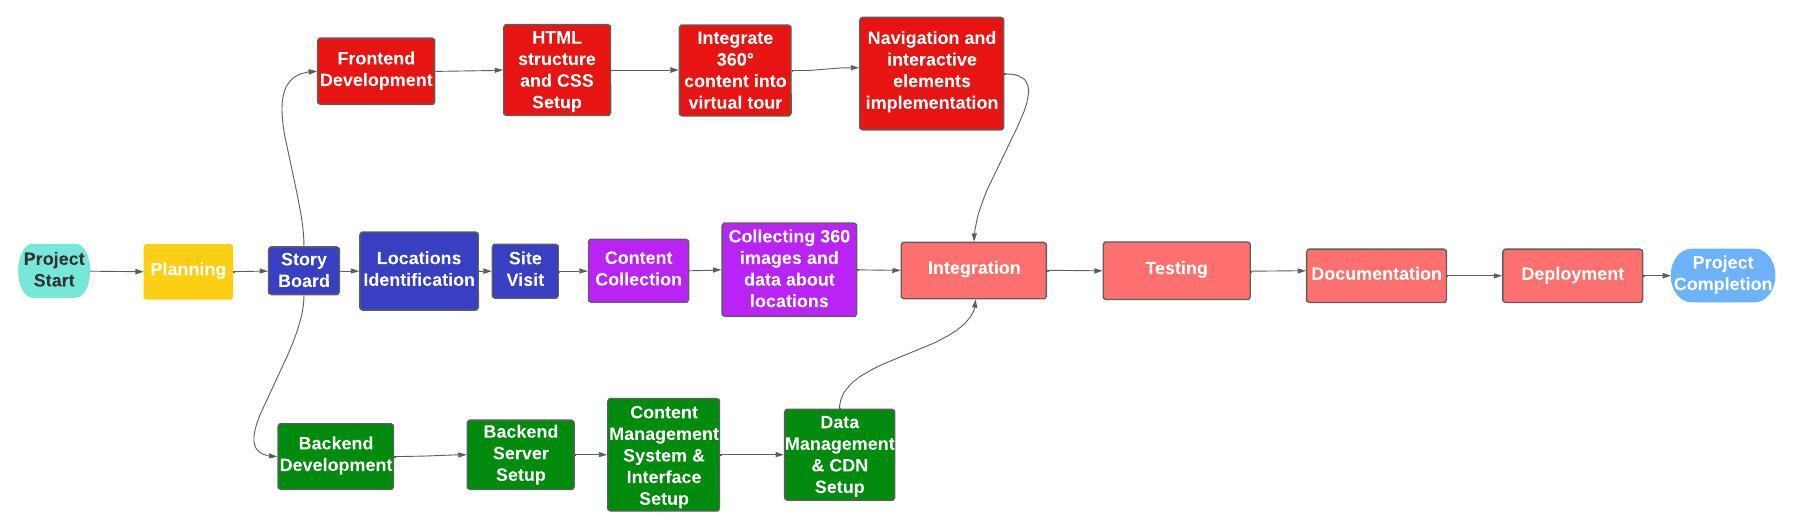 Frontend
Development
HTML
structure
and CSS
Setup
Integrate
360°
content into
virtual tour
Navigation and
interactive
elements
implementation
Project
Start
Planning
Story
Board
Locations
Identification
Site
Visit
Content
Collection
Collecting 360
images and
data about
locations
Integration
Testing
Documentation
Deployment
Project
Completion
Backend
Development
Backend
Server
Setup
Content
Management
System &
Interface
Setup
Data
Management
& CDN
Setup